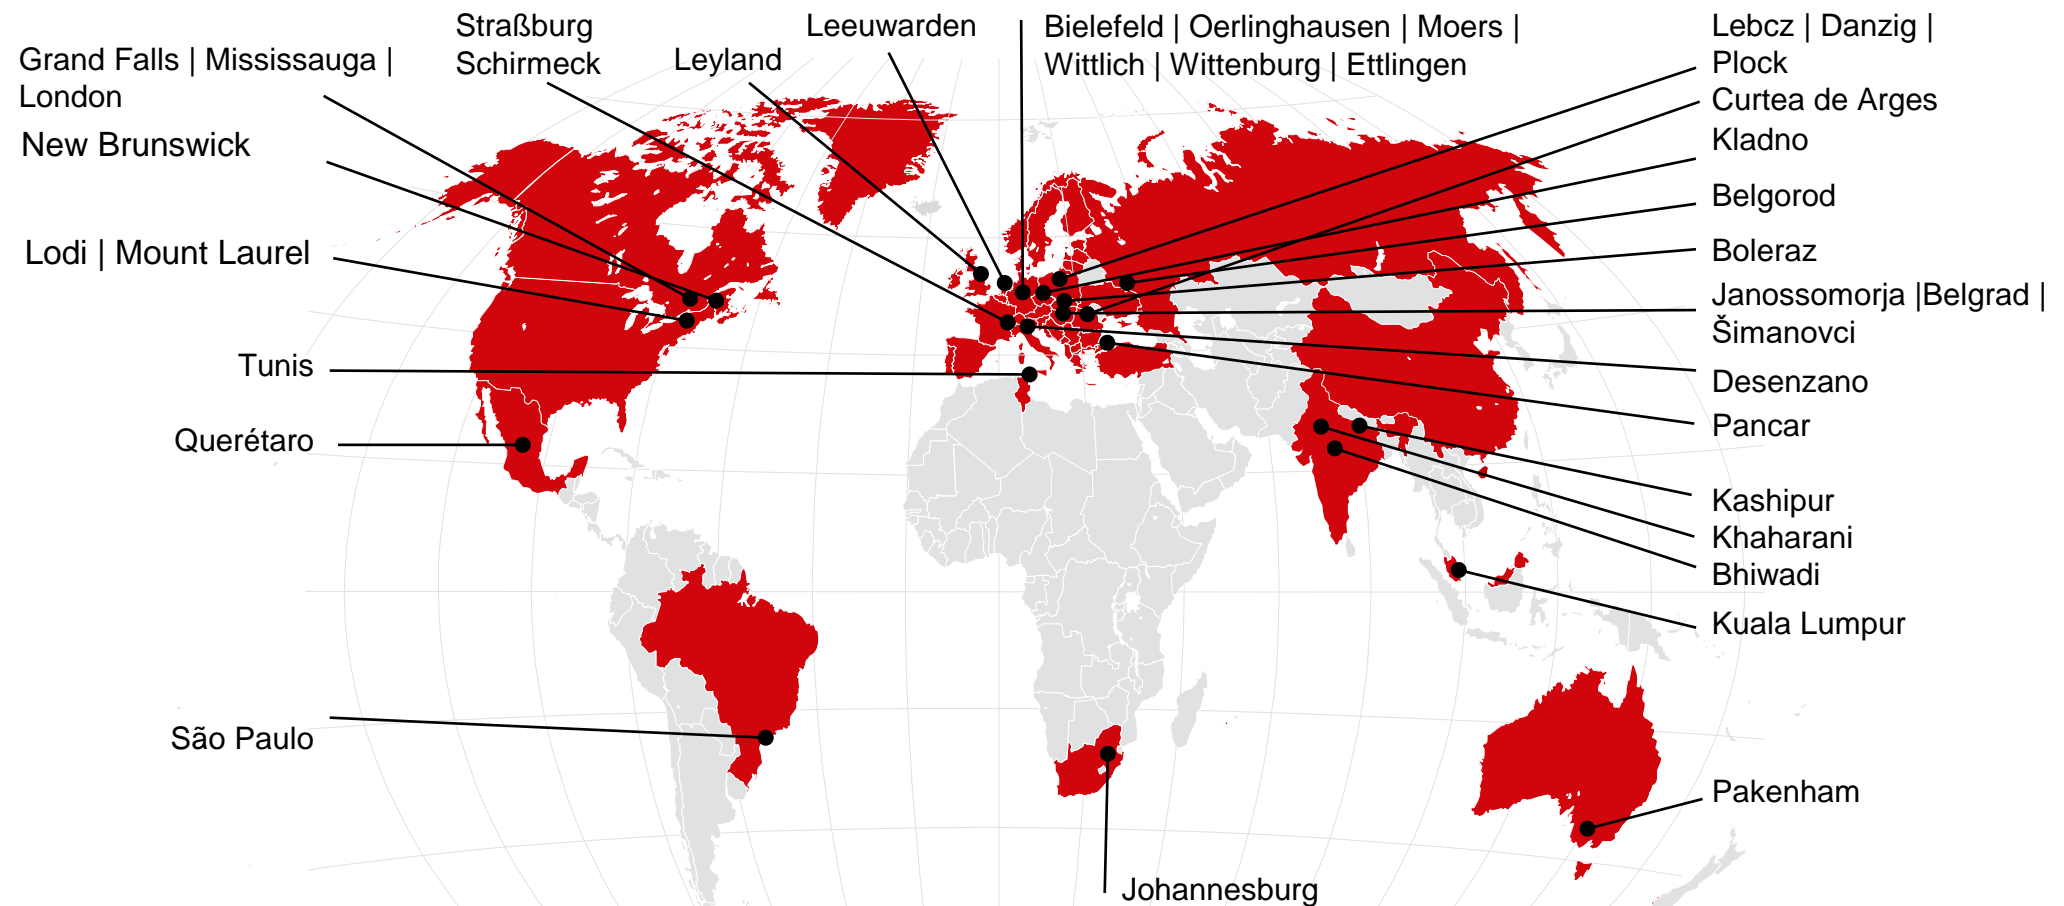 Grand Falls | Mississauga |
London
New Brunswick
Lodi | Mount Laurel
Tunis
Querétaro
São Paulo
Straßburg
Schirmeck
Leyland
Leeuwarden
Bielefeld | Oerlinghausen | Moers |
Wittlich | Wittenburg | Ettlingen
Lebcz | Danzig |
Plock
Curtea de Arges
Kladno
Belgorod
Boleraz
Janossomorja |Belgrad |
Šimanovci
Desenzano
Pancar
Kashipur
Khaharani
Bhiwadi
Kuala Lumpur
Pakenham
Johannesburg